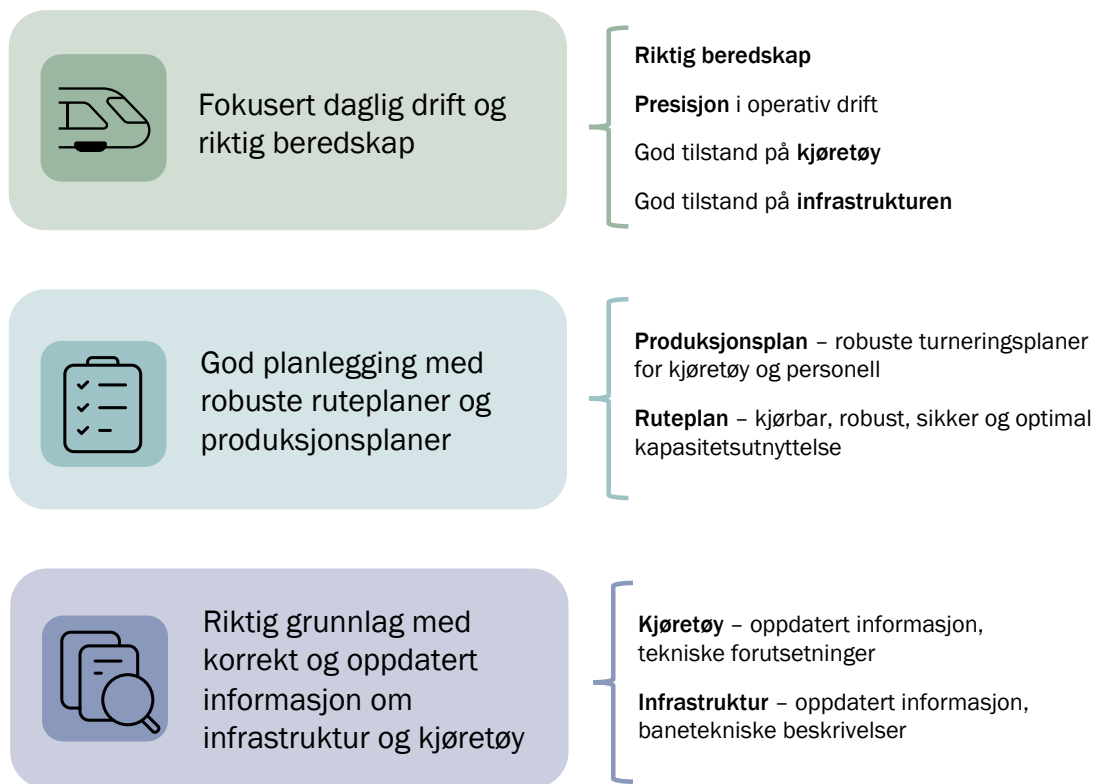 Fokusert daglig drift og
riktig beredskap
Riktig beredskap
Presisjon i operativ drift
God tilstand på kjøretøy
God tilstand på infrastrukturen
God planlegging med
robuste ruteplaner og
produksjonsplaner
Produksjonsplan – robuste turneringsplaner
for kjøretøy og personell
Ruteplan – kjørbar, robust, sikker og optimal
kapasitetsutnyttelse
Riktig grunnlag med
korrekt og oppdatert
informasjon om
infrastruktur og kjøretøy
Kjøretøy – oppdatert informasjon,
tekniske forutsetninger
Infrastruktur – oppdatert informasjon,
banetekniske beskrivelser